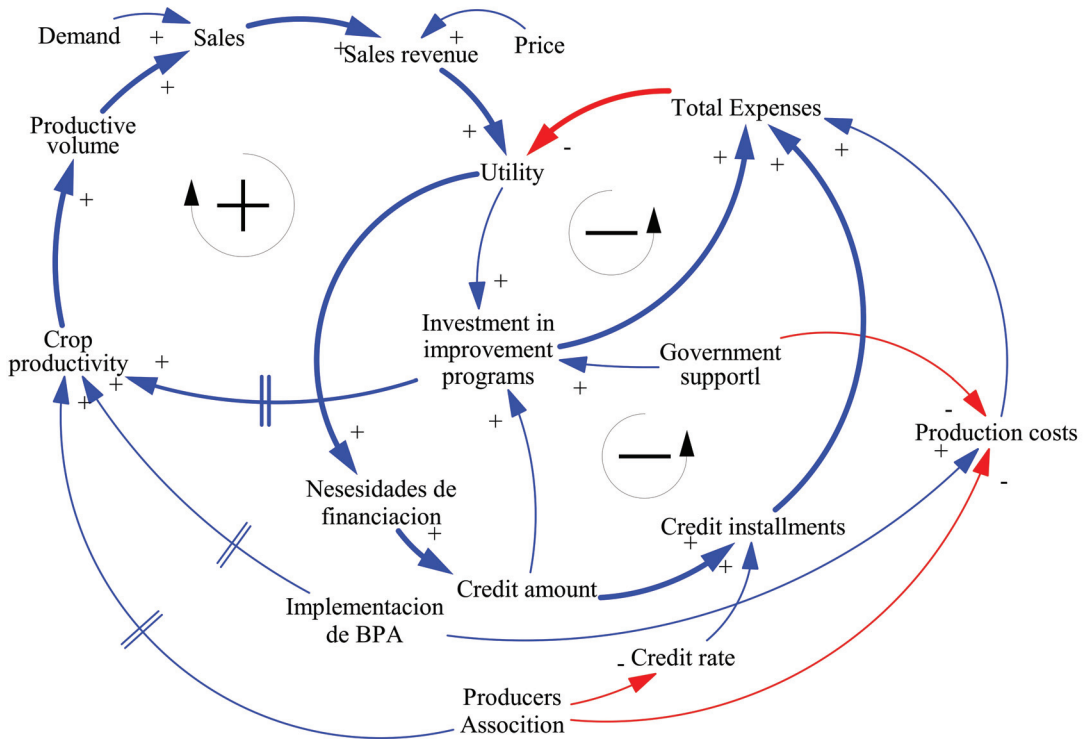 Demand
Sales
Sales revenue
Price
Productive
volume
Total Expenses
Utility
Crop
productivity
Investment in
improvement
programs
Government
supportl
Production costs
Nesesidades de
financiacion
Credit installments
Credit amount
Implementacion
de BPA
Credit rate
Producers
Assocition